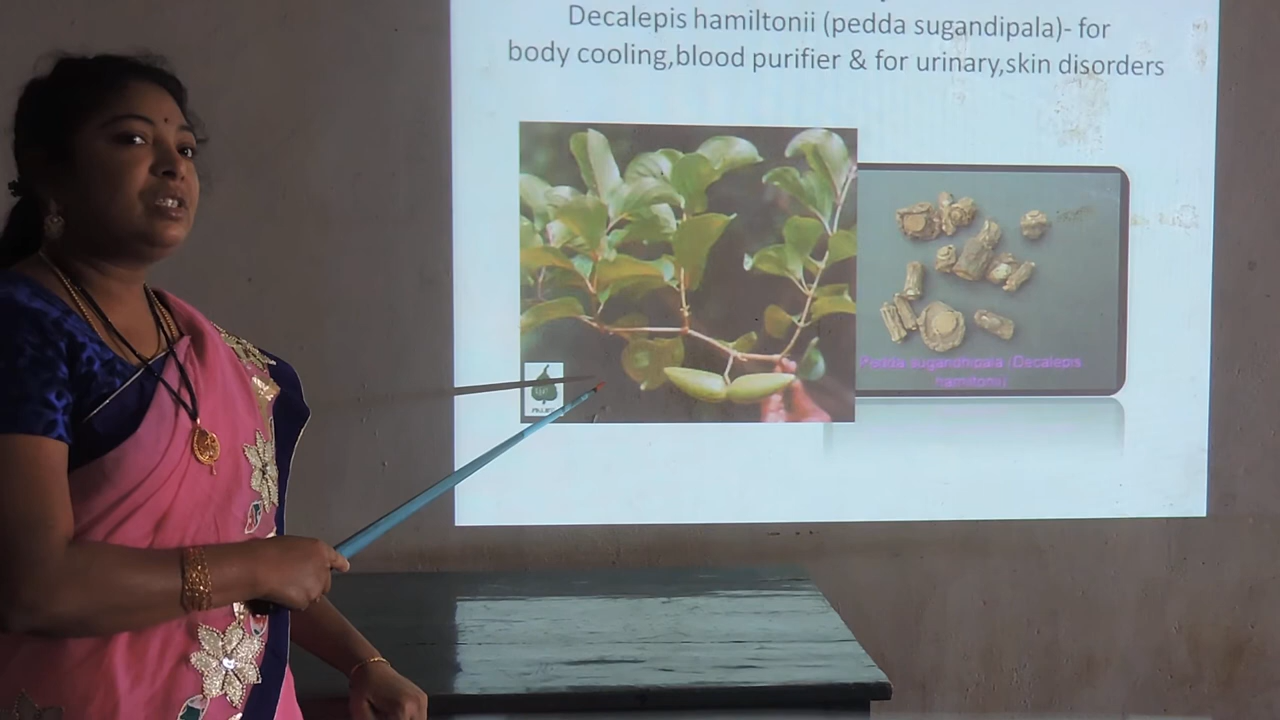 Decalepis hamiltonii (pedda sugandipala)- for
body cooling,blood purifier & for urinary,skin disorders
Pedda sugandhipala (Decalepis
hamiltonii)